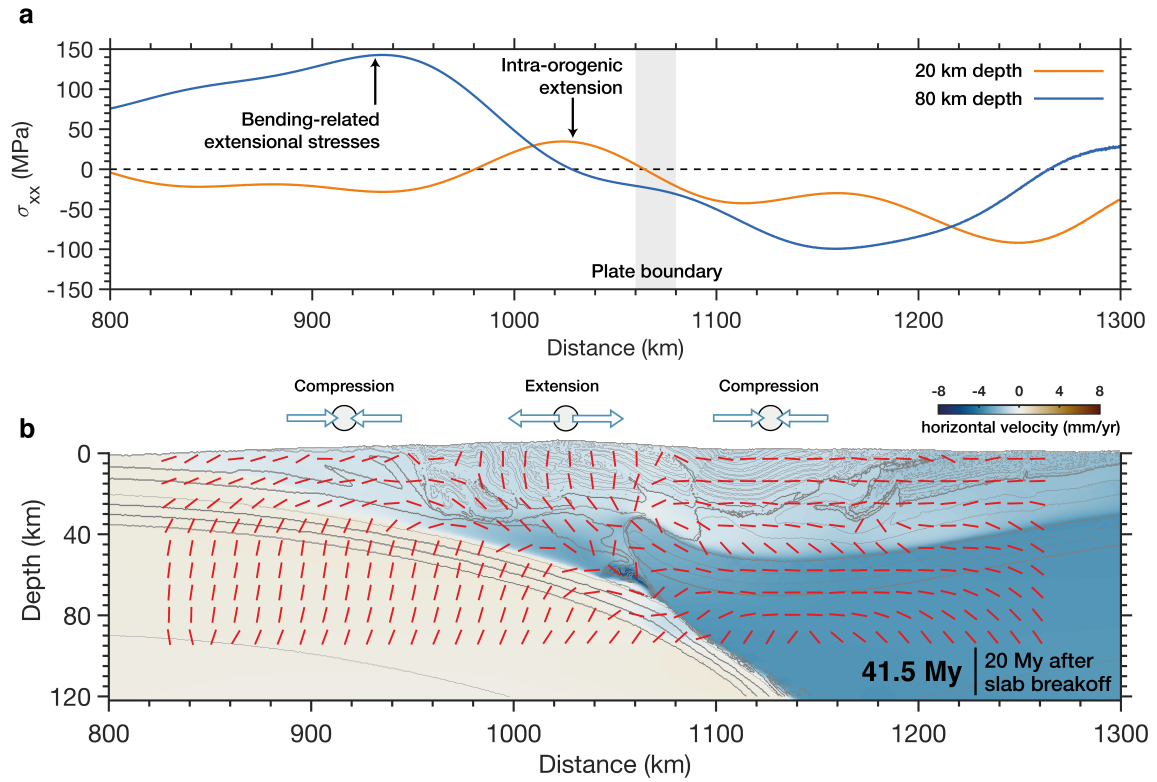 a
150
100
50
0
-50
-100
-150
σxx (MPa)
Bending-related
extensional stresses
Intra-orogenic
extension
20 km depth
80 km depth
Plate boundary
800
900
1000
1100
1200
1300
Distance (km)
Compression
Extension
Compression
-8
-4
0
4
8
horizontal velocity (mm/yr)
b
0
40
80
120
Depth (km)
41.5 My
20 My after
slab breakoff
800
900
1000
1100
1200
1300
Distance (km)